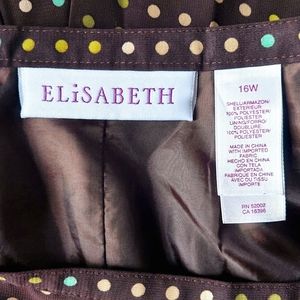 ELiSABETH
16W
SHELL/ARMAZON/
EXTERIEUR
100% POLYESTER/
POLIESTER
LINING/FORRO/
DOUBLURE
100% POLYESTER/
POLIESTER
MADE IN CHINA
WITH IMPORTED
FABRIC
HECHO EN CHINA
CON TELA
IMPORTADA
FABRIQUE EN CHINE
AVEC DU TISSU
IMPORTE
RN 52002
CA 16396